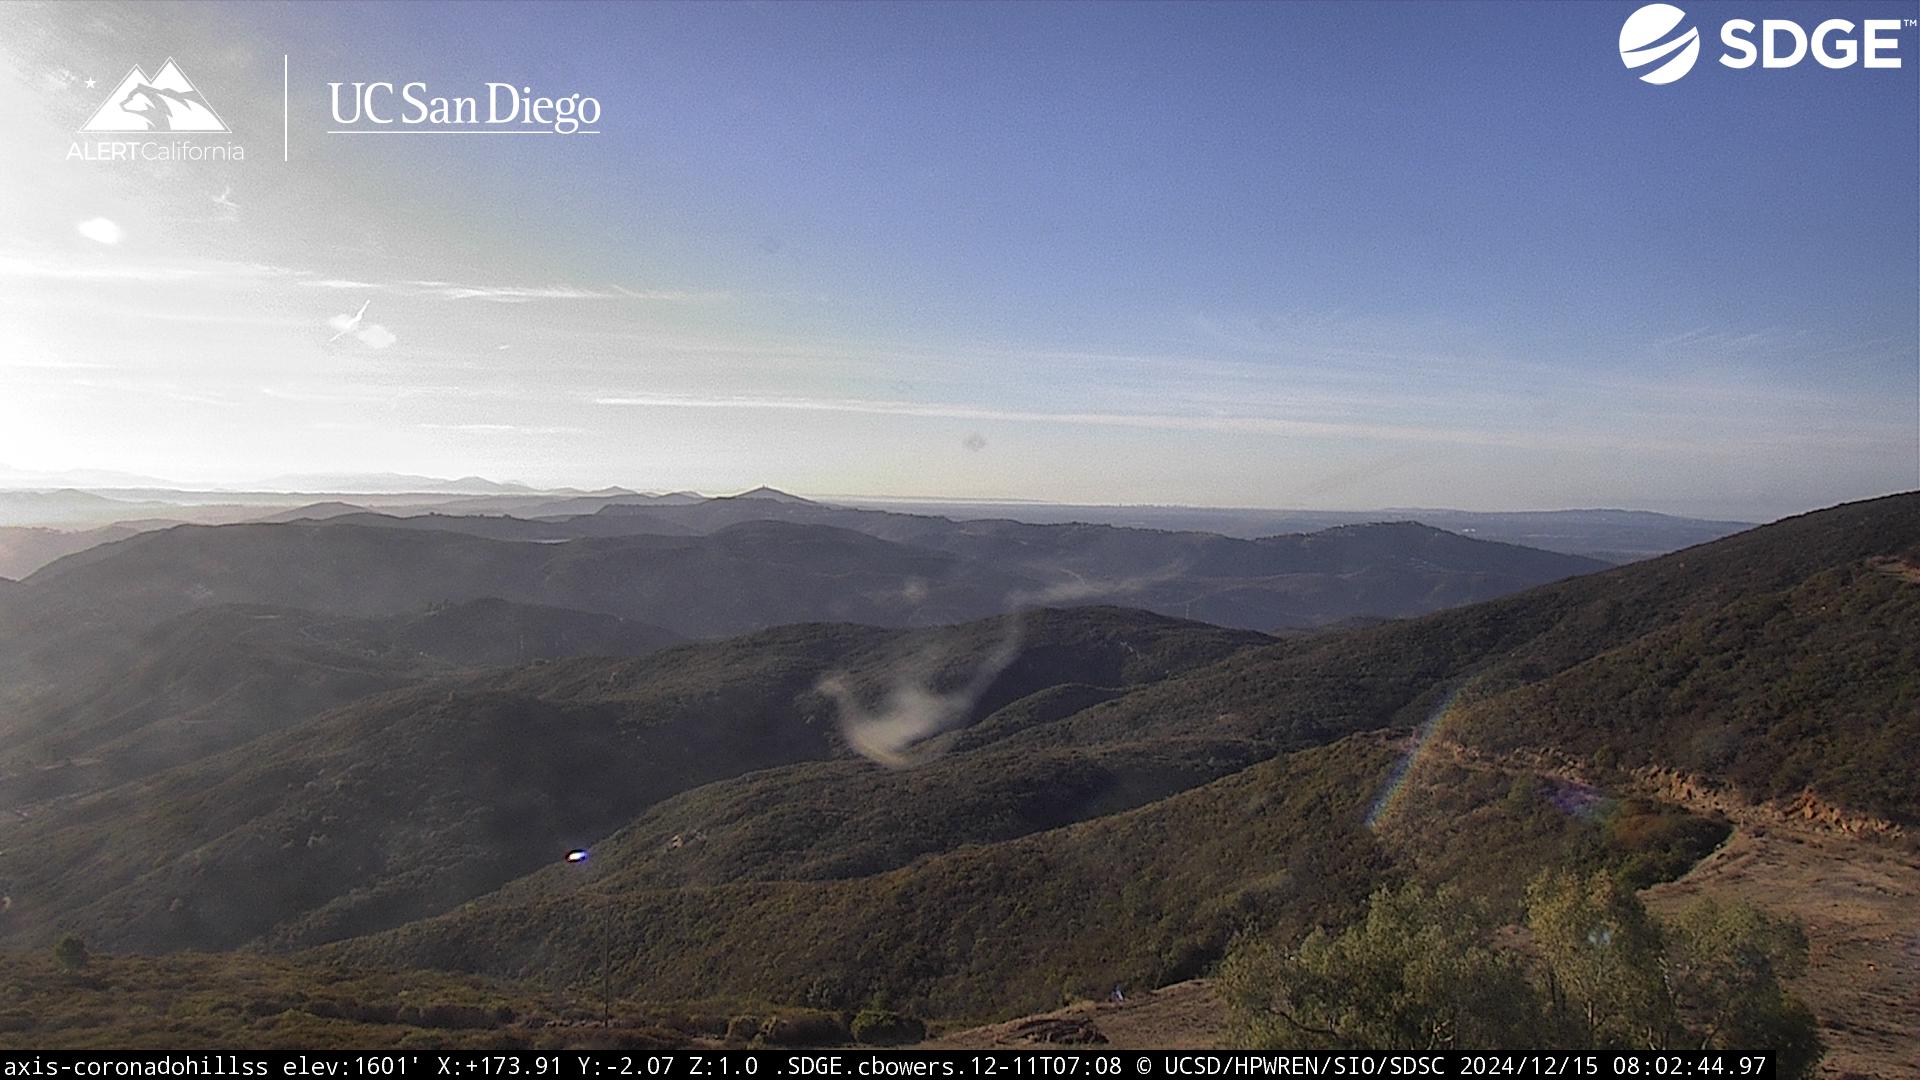 SDGE™
UC San Diego
ALERTCalifornia
axis-coronadohillss elev:1601' X:+173.91 Y:-2.07 Z:1.0 .SDGE.cbowers.12-11T07:08 © UCSD/HPWREN/SIO/SDSC 2024/12/15 08:02:44.97